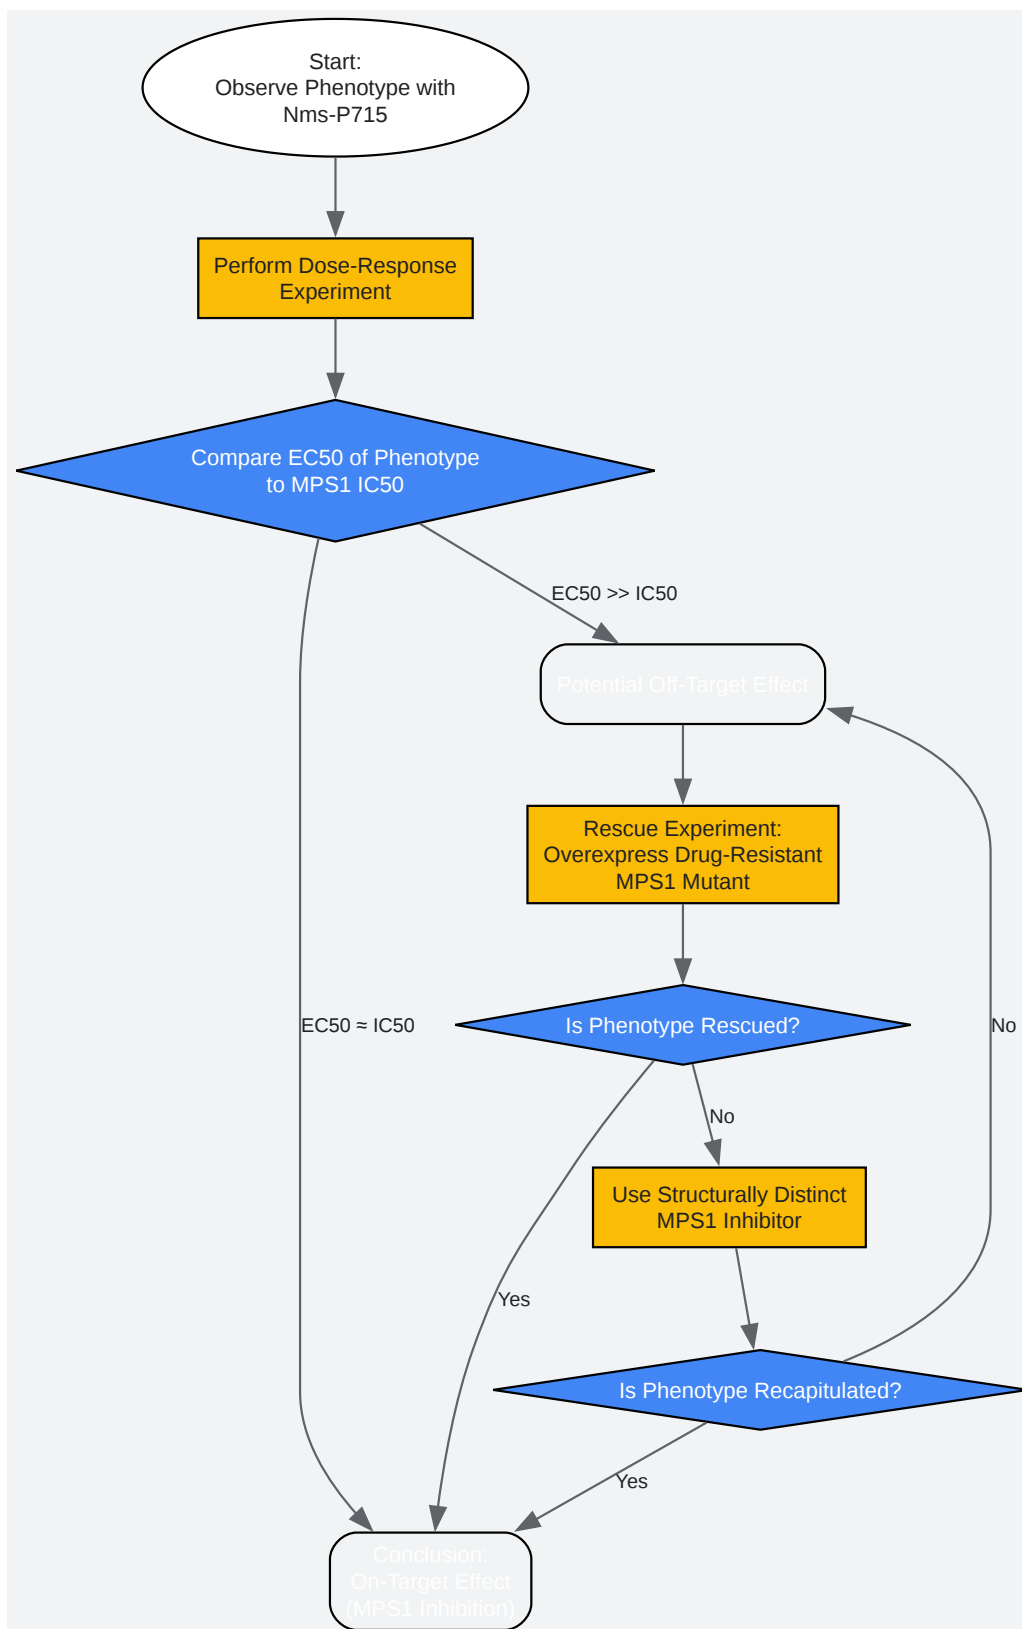 Start:
Observe Phenotype with
Nms-P715
Perform Dose-Response
Experiment
Compare EC50 of Phenotype
to MPS1 IC50
EC50 >> IC50
Potential Off-Target Effect
Rescue Experiment:
Overexpress Drug-Resistant
MPS1 Mutant
Is Phenotype Rescued?
EC50 ≈ IC50
No
No
Use Structurally Distinct
MPS1 Inhibitor
Yes
Is Phenotype Recapitulated?
Yes
Conclusion:
On-Target Effect
(MPS1 Inhibition)